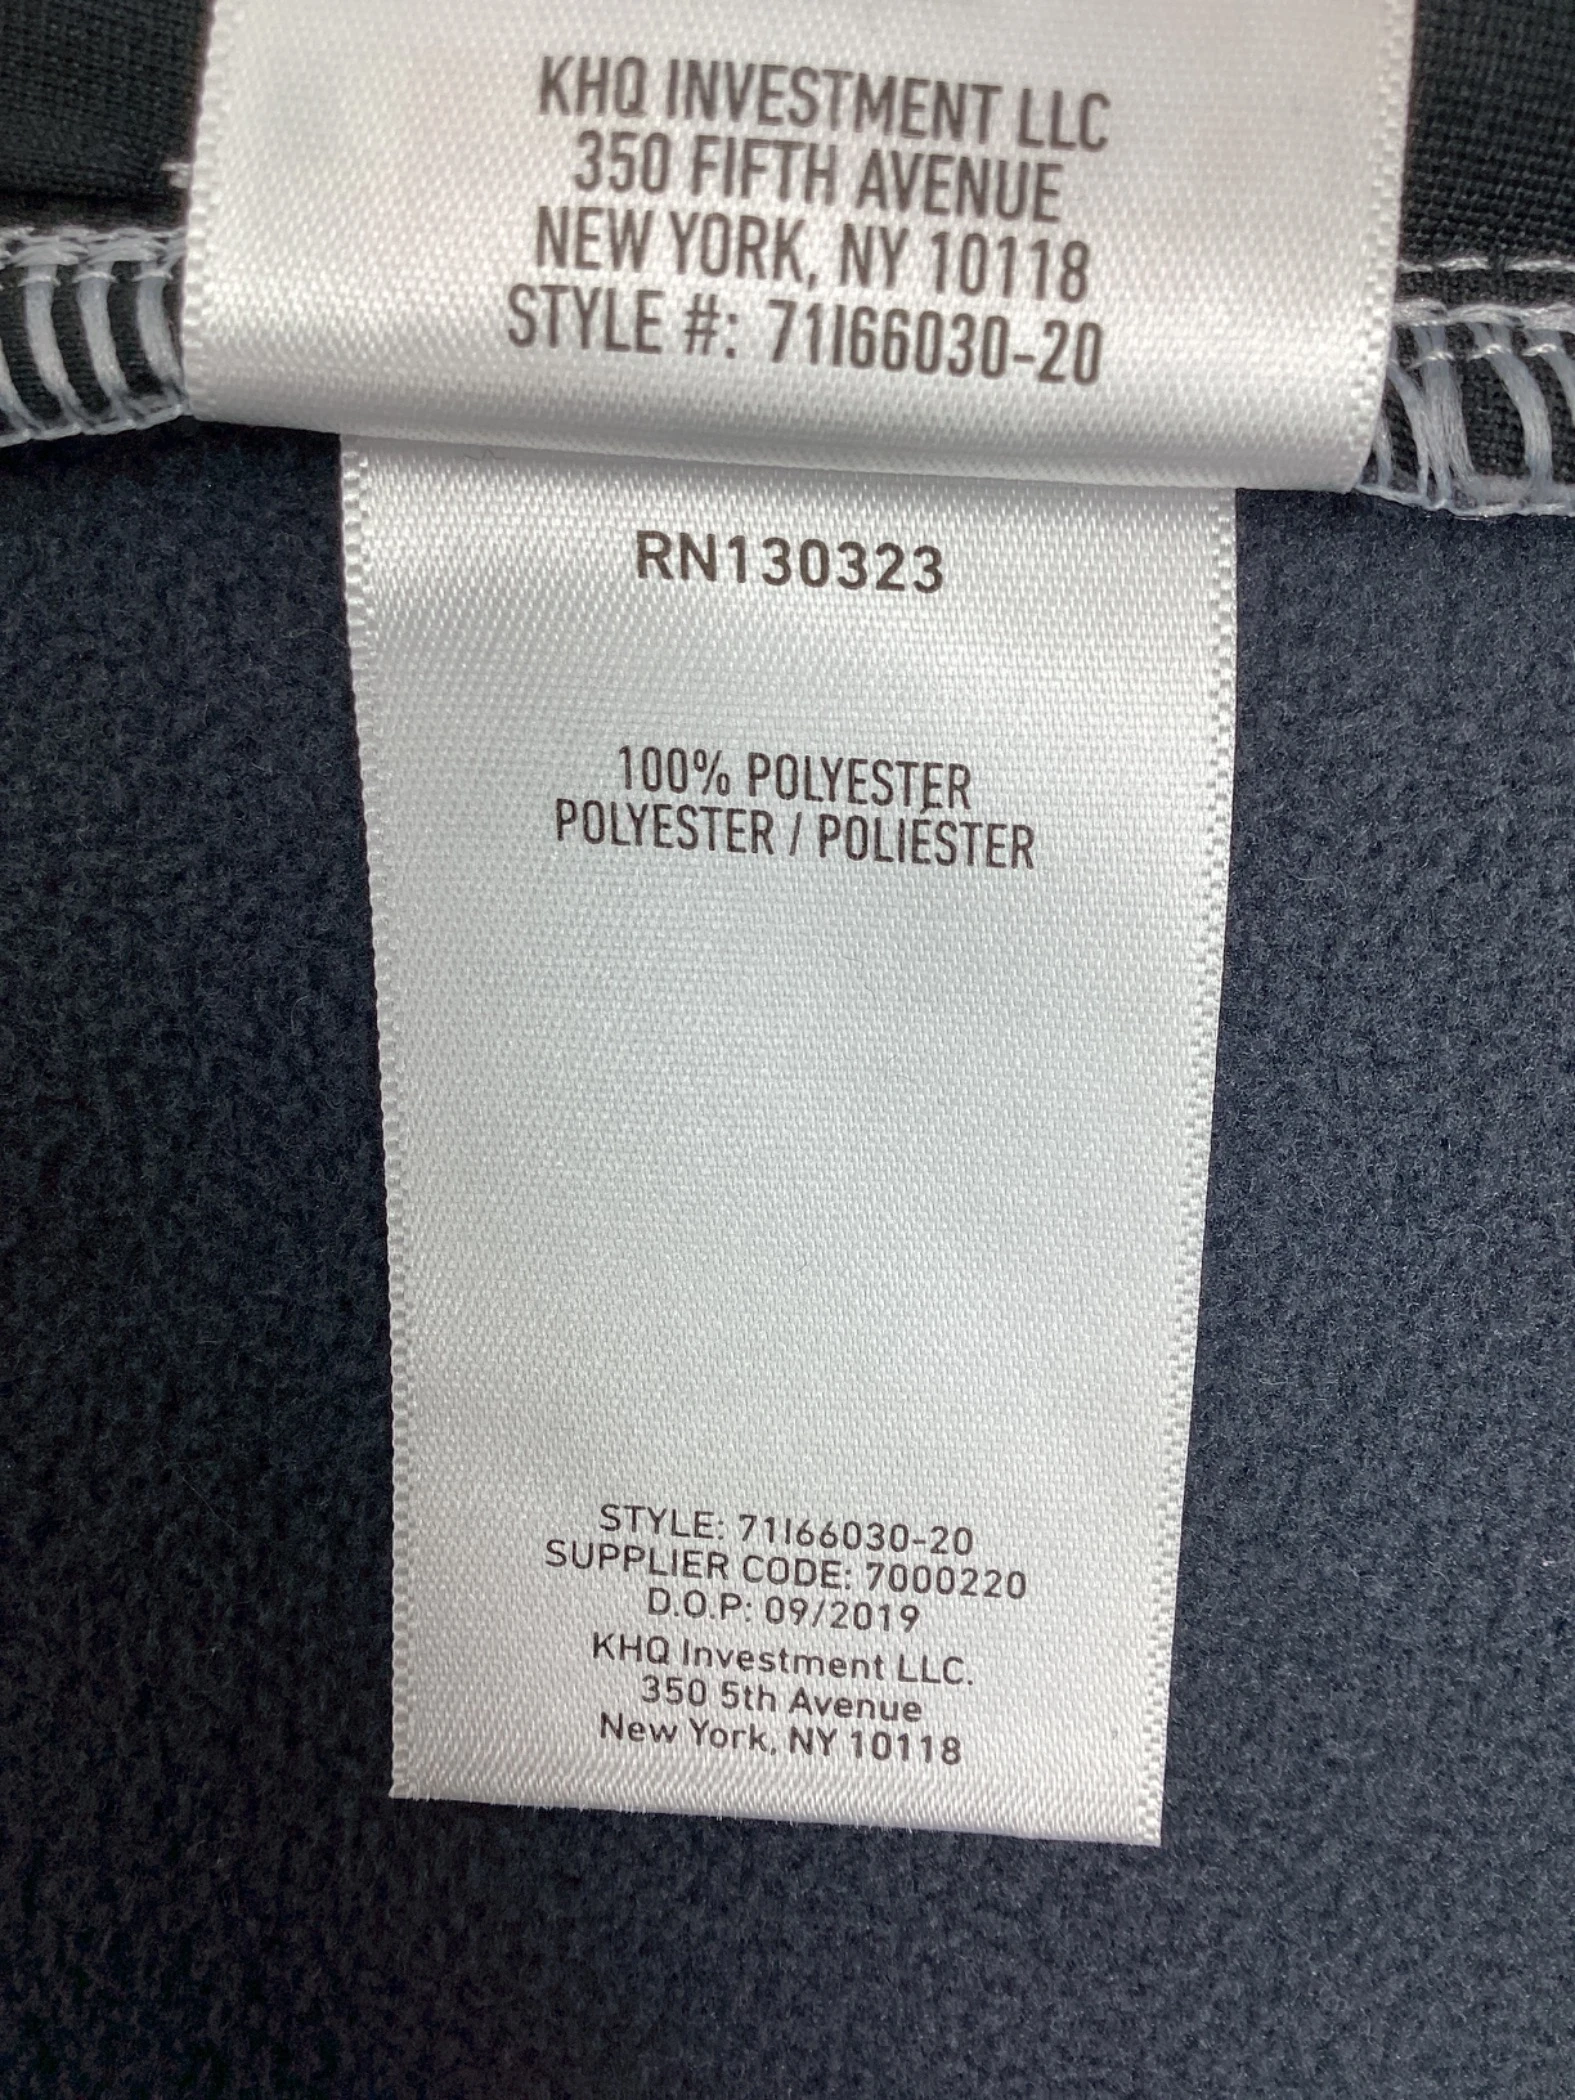 KHQ INVESTMENT LLC
350 FIFTH AVENUE
NEW YORK, NY 10118
STYLE #: 71I66030-20
RN130323
100% POLYESTER
POLYESTER / POLIÉSTER
STYLE: 71I66030-20
SUPPLIER CODE: 7000220
D.O.P: 09/2019
KHQ Investment LLC.
350 5th Avenue
New York, NY 10118